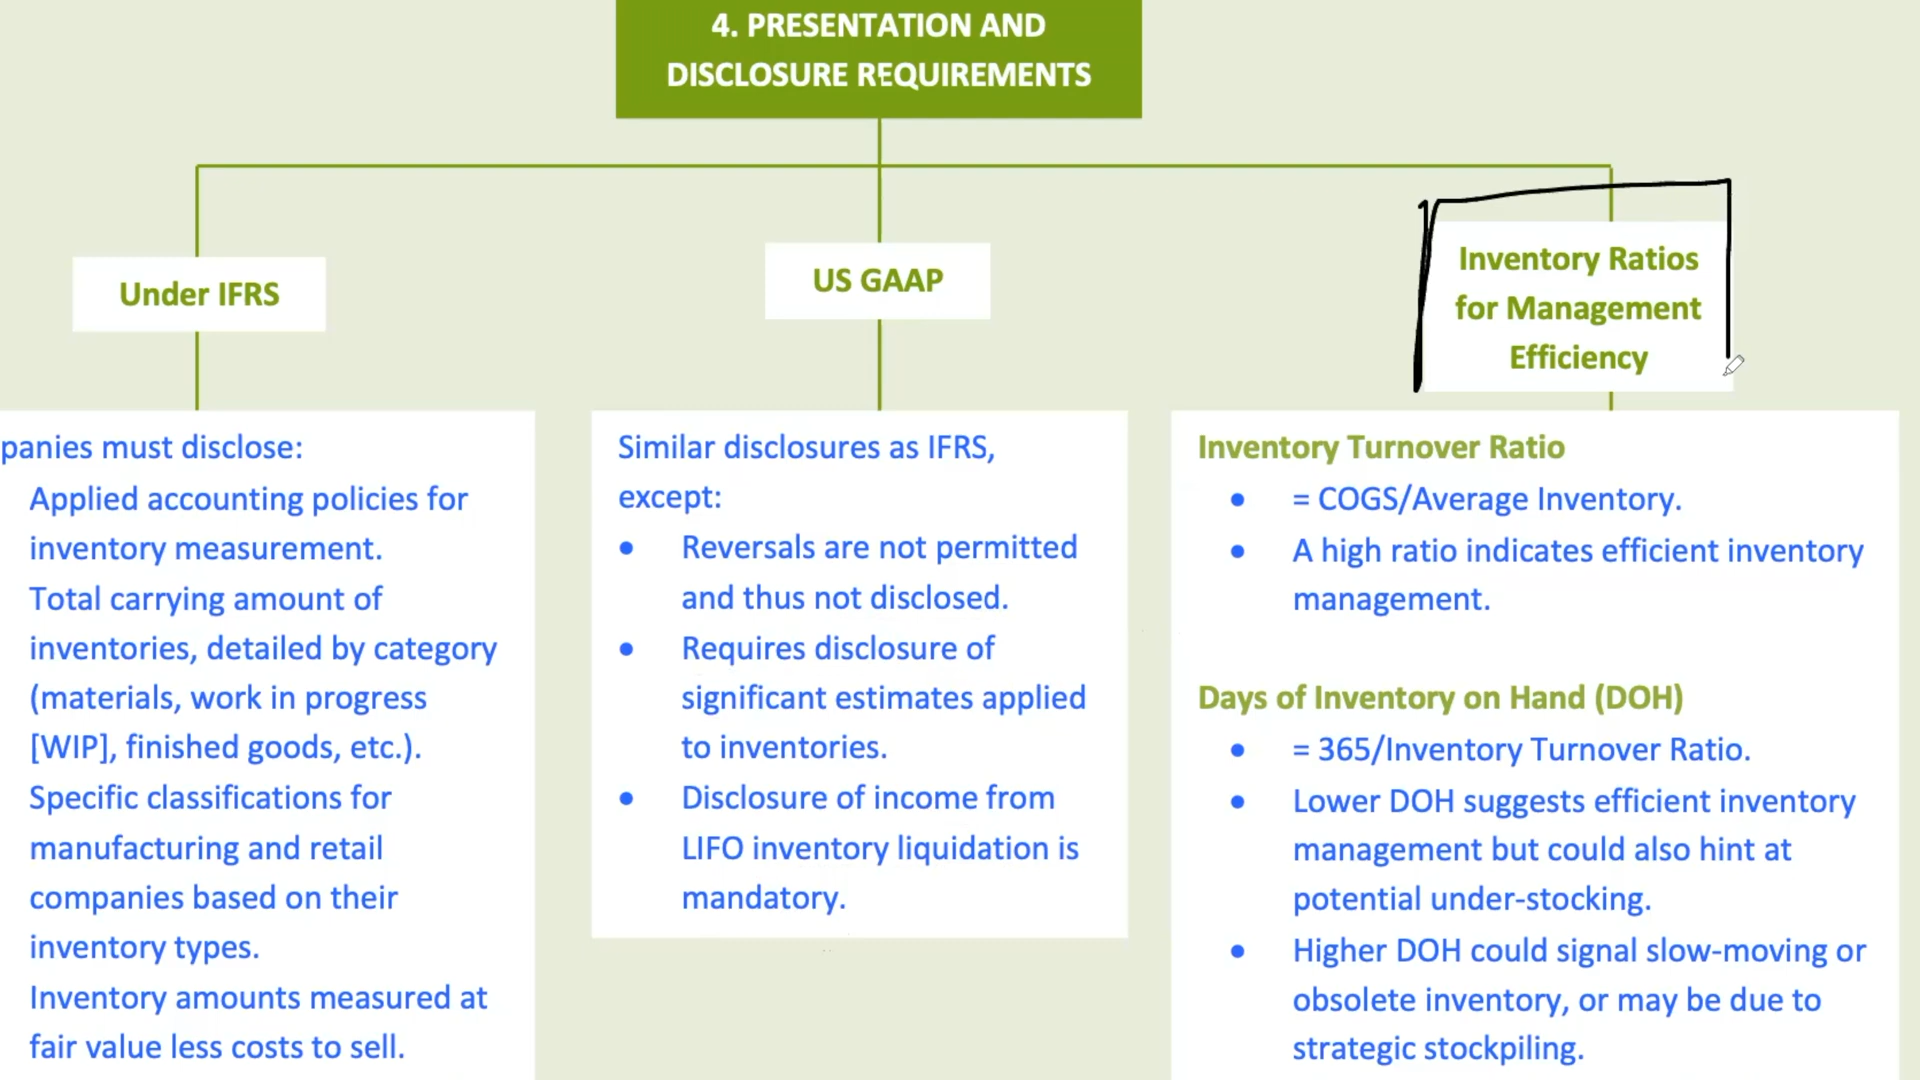 4. PRESENTATION AND
DISCLOSURE REQUIREMENTS
Under IFRS
panies must disclose:
Applied accounting policies for
inventory measurement.
Total carrying amount of
inventories, detailed by category
(materials, work in progress
[WIP], finished goods, etc.).
Specific classifications for
manufacturing and retail
companies based on their
inventory types.
Inventory amounts measured at
fair value less costs to sell.
US GAAP
Similar disclosures as IFRS,
except:
• Reversals are not permitted
and thus not disclosed.
• Requires disclosure of
significant estimates applied
to inventories.
• Disclosure of income from
LIFO inventory liquidation is
mandatory.
Inventory Ratios
for Management
Efficiency
Inventory Turnover Ratio
• = COGS/Average Inventory.
• A high ratio indicates efficient inventory
management.
Days of Inventory on Hand (DOH)
• = 365/Inventory Turnover Ratio.
• Lower DOH suggests efficient inventory
management but could also hint at
potential under-stocking.
• Higher DOH could signal slow-moving or
obsolete inventory, or may be due to
strategic stockpiling.